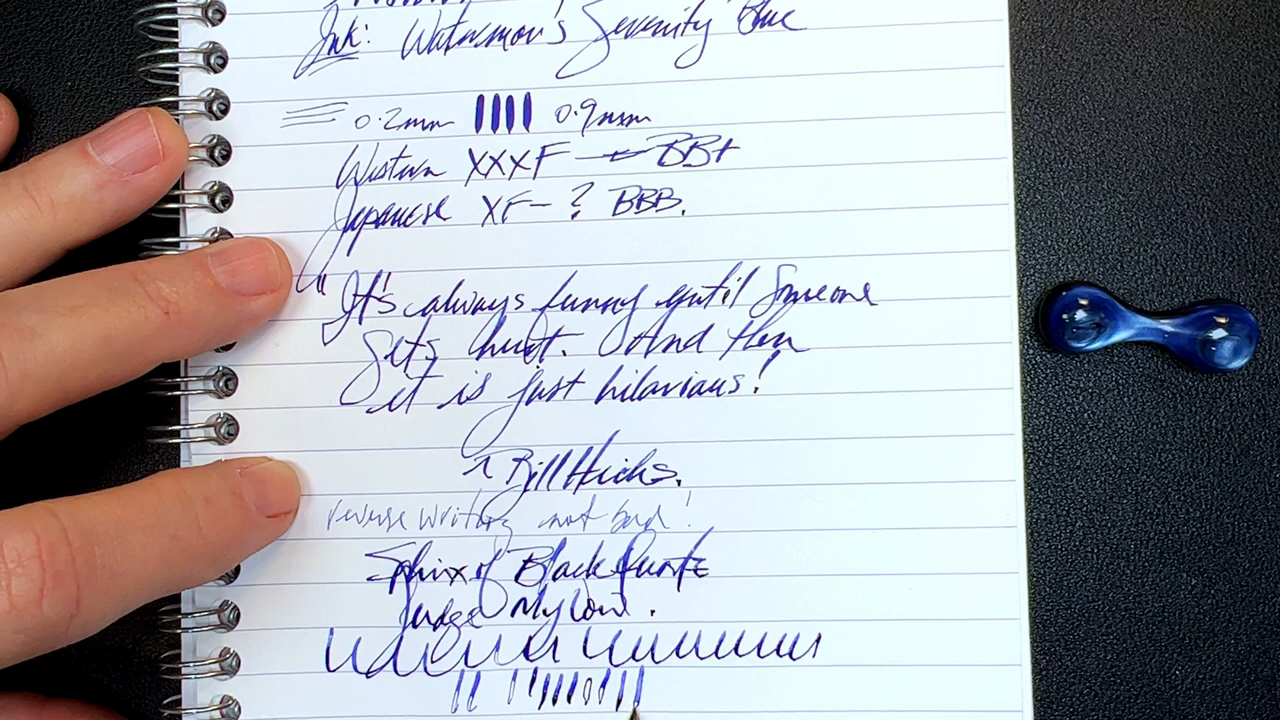 Ink: Waterman's Serenity Blue
0.2mm 0.9mm
Western XXXF — BB+
Japanese XF - ? BBB.
"It's always funny until Someone
Gets hurt. And then
it is just hilarious!
~ Bill Hicks.
reverse writing not bad!
Sphinx of Black Quartz
Judge My Vow.